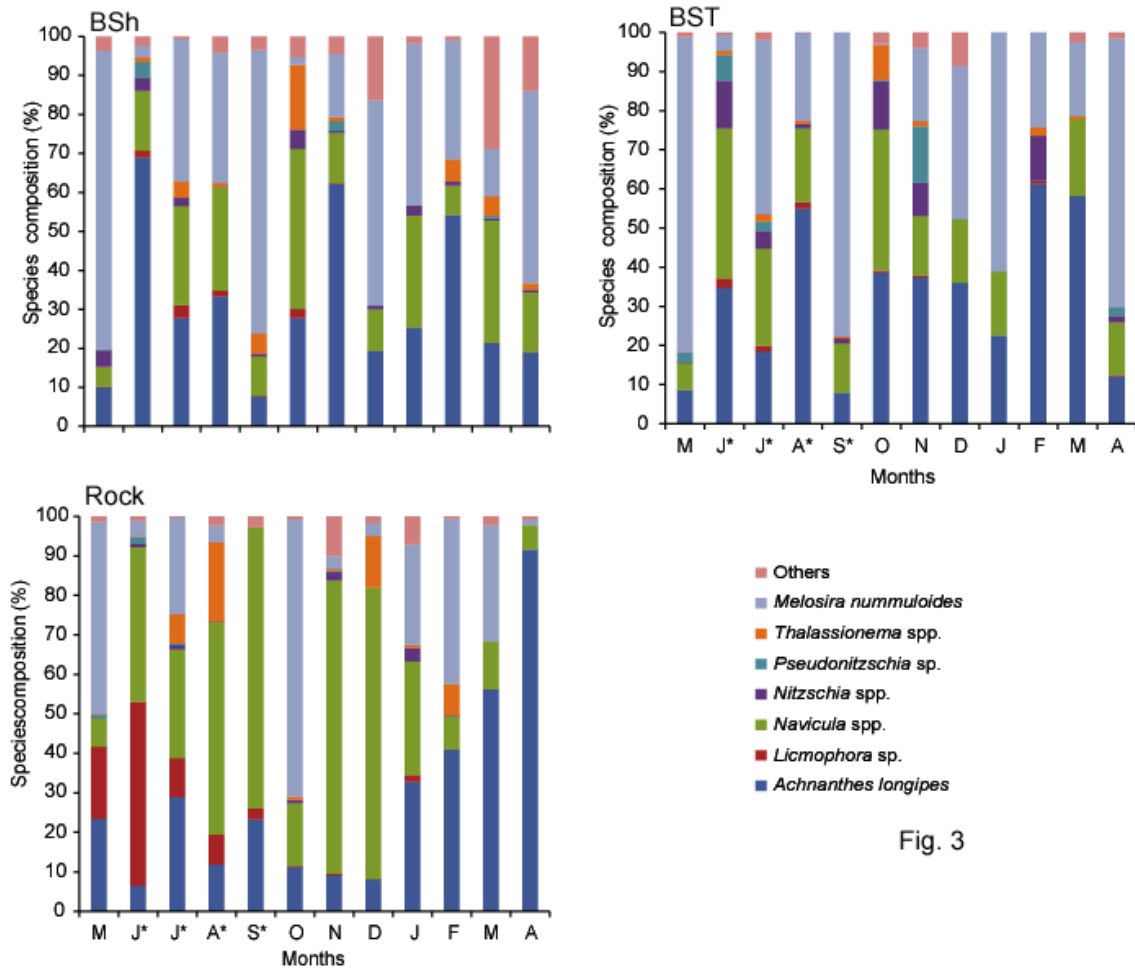 BSh
Species composition (%)
100
90
80
70
60
50
40
30
20
10
0
BST
Species composition (%)
100
90
80
70
60
50
40
30
20
10
0
M J* J* A* S* O N D J F M A
Months
Rock
Speciescomposition (%)
100
90
80
70
60
50
40
30
20
10
0
M J* J* A* S* O N D J F M A
Months
Others
Melosira nummuloides
Thalassionema spp.
Pseudonitzschia sp.
Nitzschia spp.
Navicula spp.
Licmophora sp.
Achnanthes longipes
Fig. 3